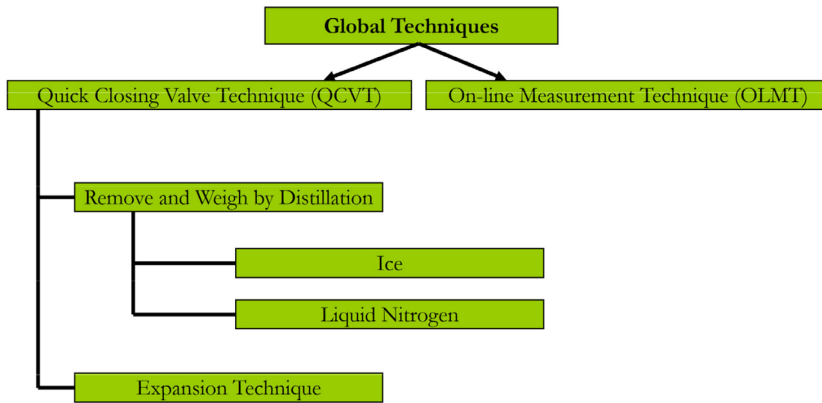 Global Techniques
Quick Closing Valve Technique (QCVT)
On-line Measurement Technique (OLMT)
Remove and Weigh by Distillation
Ice
Liquid Nitrogen
Expansion Technique